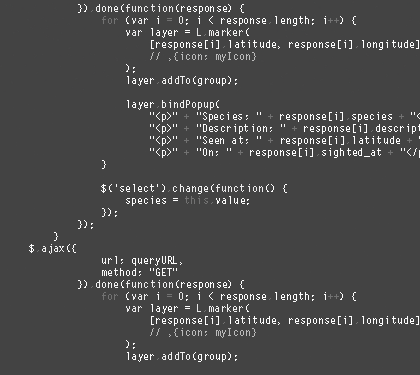 }).done(function(response) {
for (var i = 0; i < response.length; i++) {
var layer = L.marker(
[response[i].latitude, response[i].longitude]
// ,{icon: myIcon}
);
layer.addTo(group);
layer.bindPopup(
"<p>" + "Species: " + response[i].species + "<
"<p>" + "Description: " + response[i].descript
"<p>" + "Seen at: " + response[i].latitude + "
"<p>" + "On: " + response[i].sighted_at + "</p
}
$('select').change(function() {
species = this.value;
});
});
}
$.ajax({
url: queryURL,
method: "GET"
}).done(function(response) {
for (var i = 0; i < response.length; i++) {
var layer = L.marker(
[response[i].latitude, response[i].longitude]
// ,{icon: myIcon}
);
layer.addTo(group);